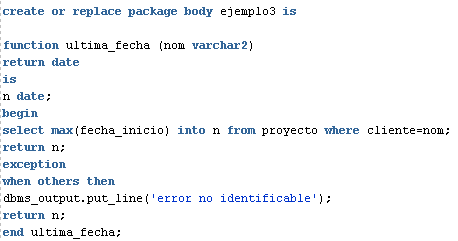 create or replace package body ejemplo3 is
function ultima_fecha (nom varchar2)
return date
is
n date;
begin
select max(fecha_inicio) into n from proyecto where cliente=nom;
return n;
exception
when others then
dbms_output.put_line('error no identificable');
return n;
end ultima_fecha;